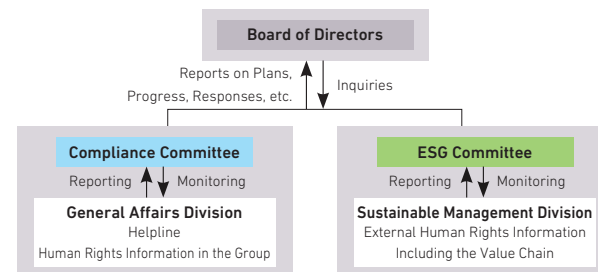 Board of Directors
Reports on Plans,
Progress, Responses, etc.
Inquiries
Compliance Committee
Reporting
Monitoring
General Affairs Division
Helpline
Human Rights Information in the Group
ESG Committee
Reporting
Monitoring
Sustainable Management Division
External Human Rights Information
Including the Value Chain